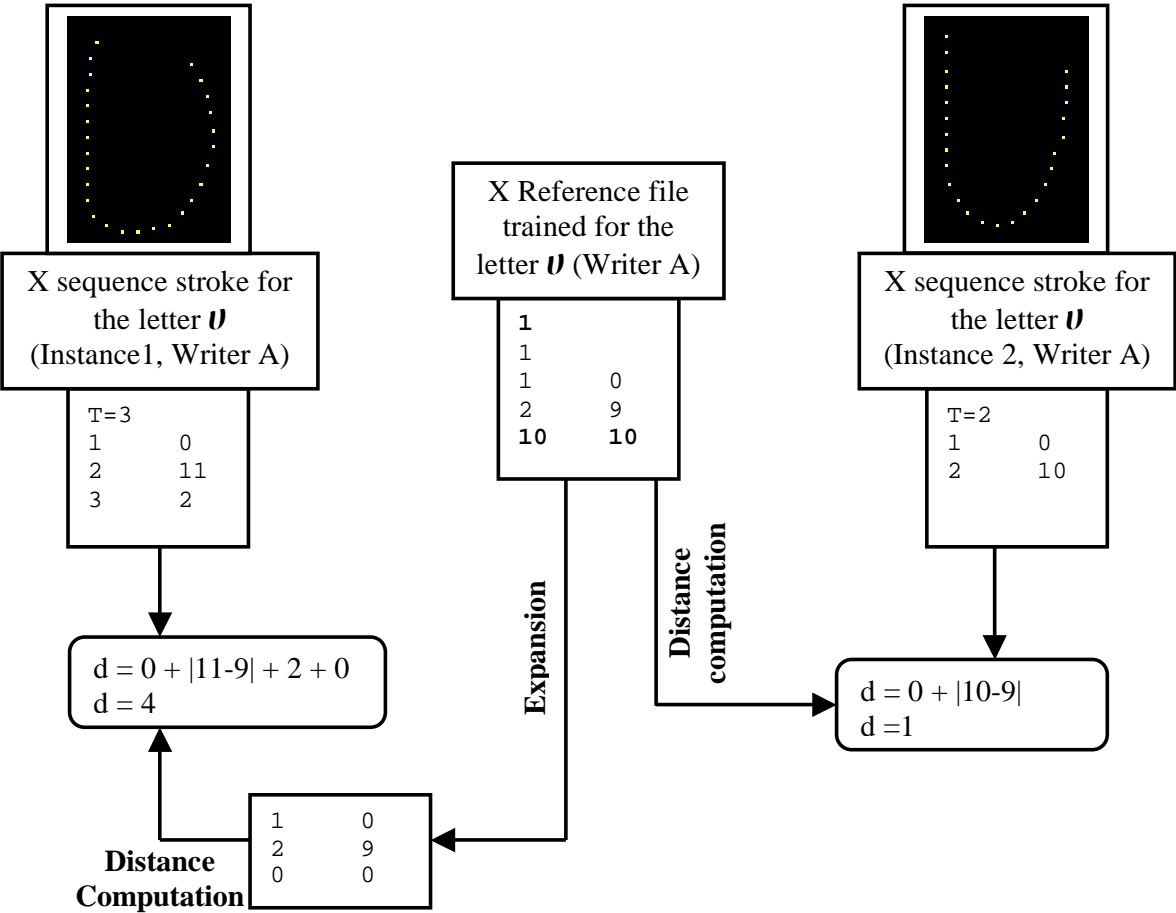 X sequence stroke for
the letter υ
(Instance1, Writer A)
T=3
1 0
2 11
3 2
d = 0 + |11-9| + 2 + 0
d = 4
X Reference file
trained for the
letter υ (Writer A)
1
1
1 0
2 9
10 10
Expansion
Distance
computation
1 0
2 9
0 0
Distance
Computation
X sequence stroke for
the letter υ
(Instance 2, Writer A)
T=2
1 0
2 10
d = 0 + |10-9|
d =1